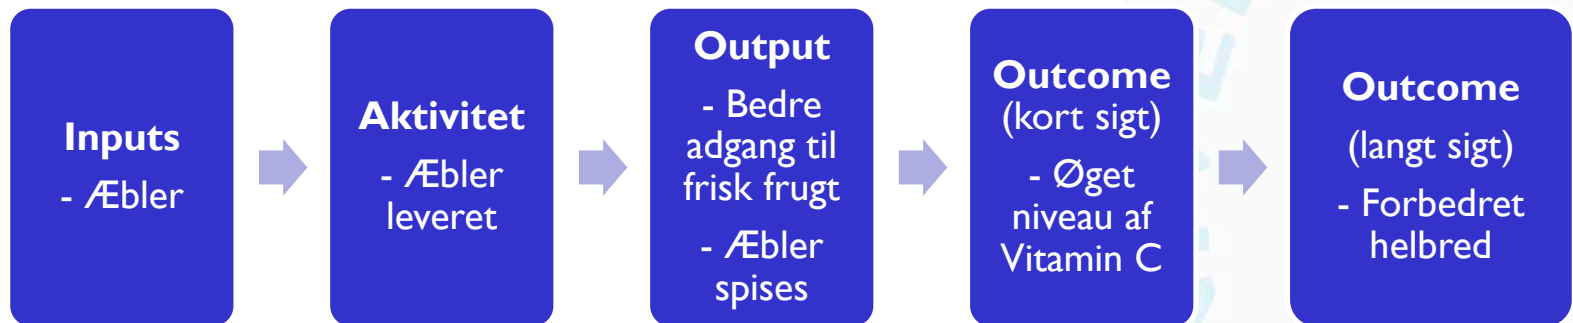 Inputs
- Æbler
Aktivitet
- Æbler
leveret
Output
- Bedre
adgang til
frisk frugt
- Æbler
spises
Outcome
(kort sigt)
- Øget
niveau af
Vitamin C
Outcome
(langt sigt)
- Forbedret
helbred